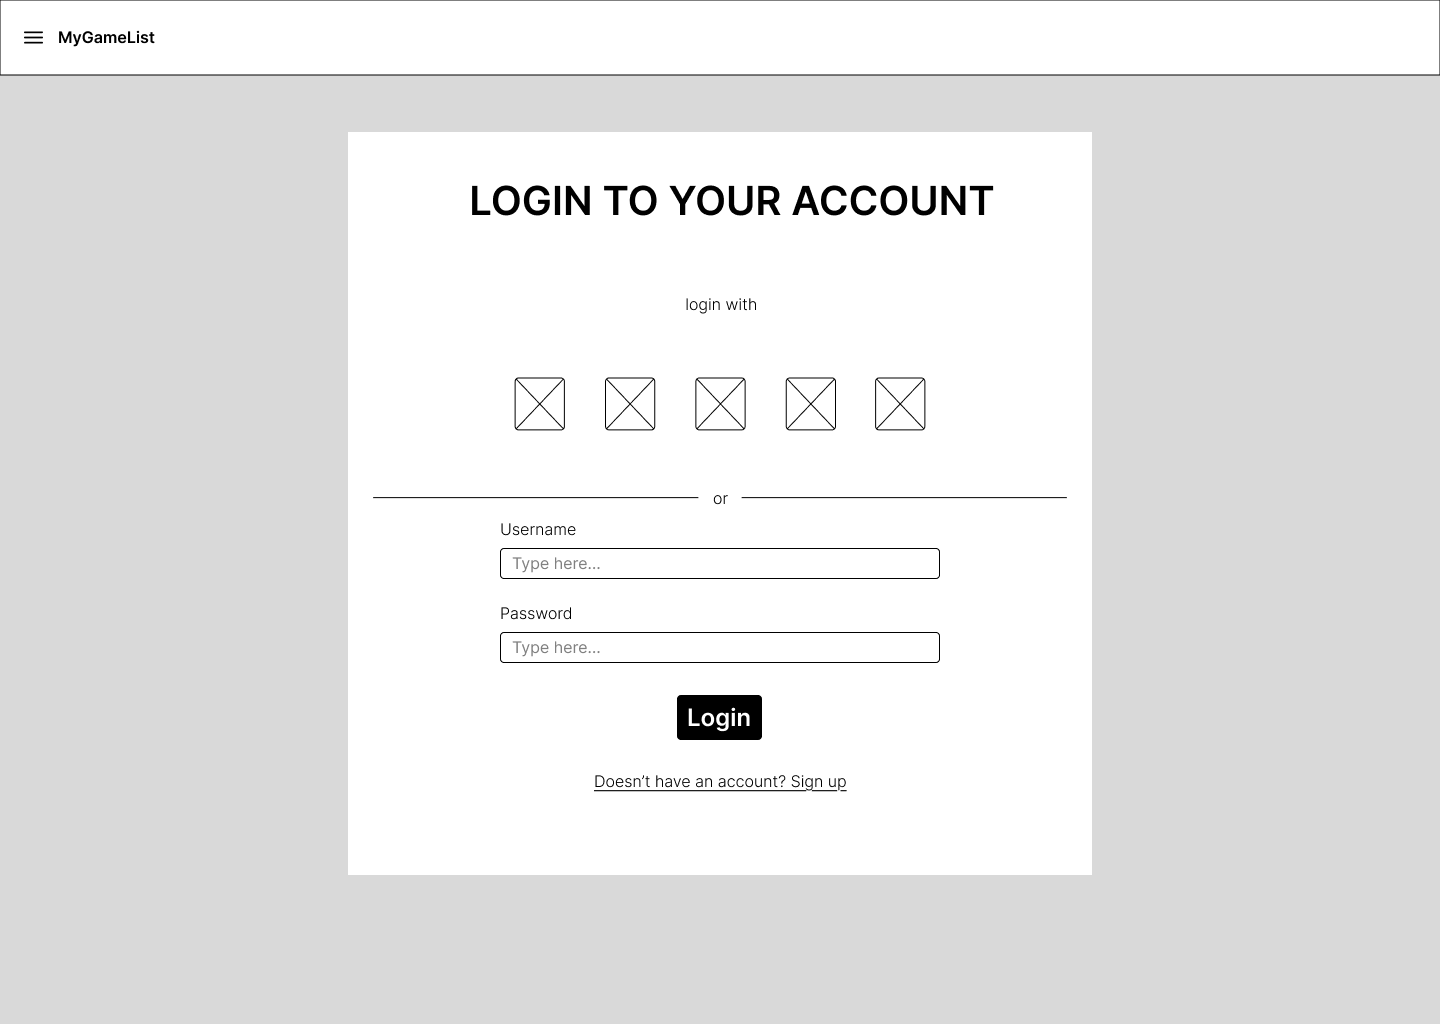 MyGameList
LOGIN TO YOUR ACCOUNT
login with
or
Username
Type here...
Password
Type here...
Login
Doesn’t have an account? Sign up